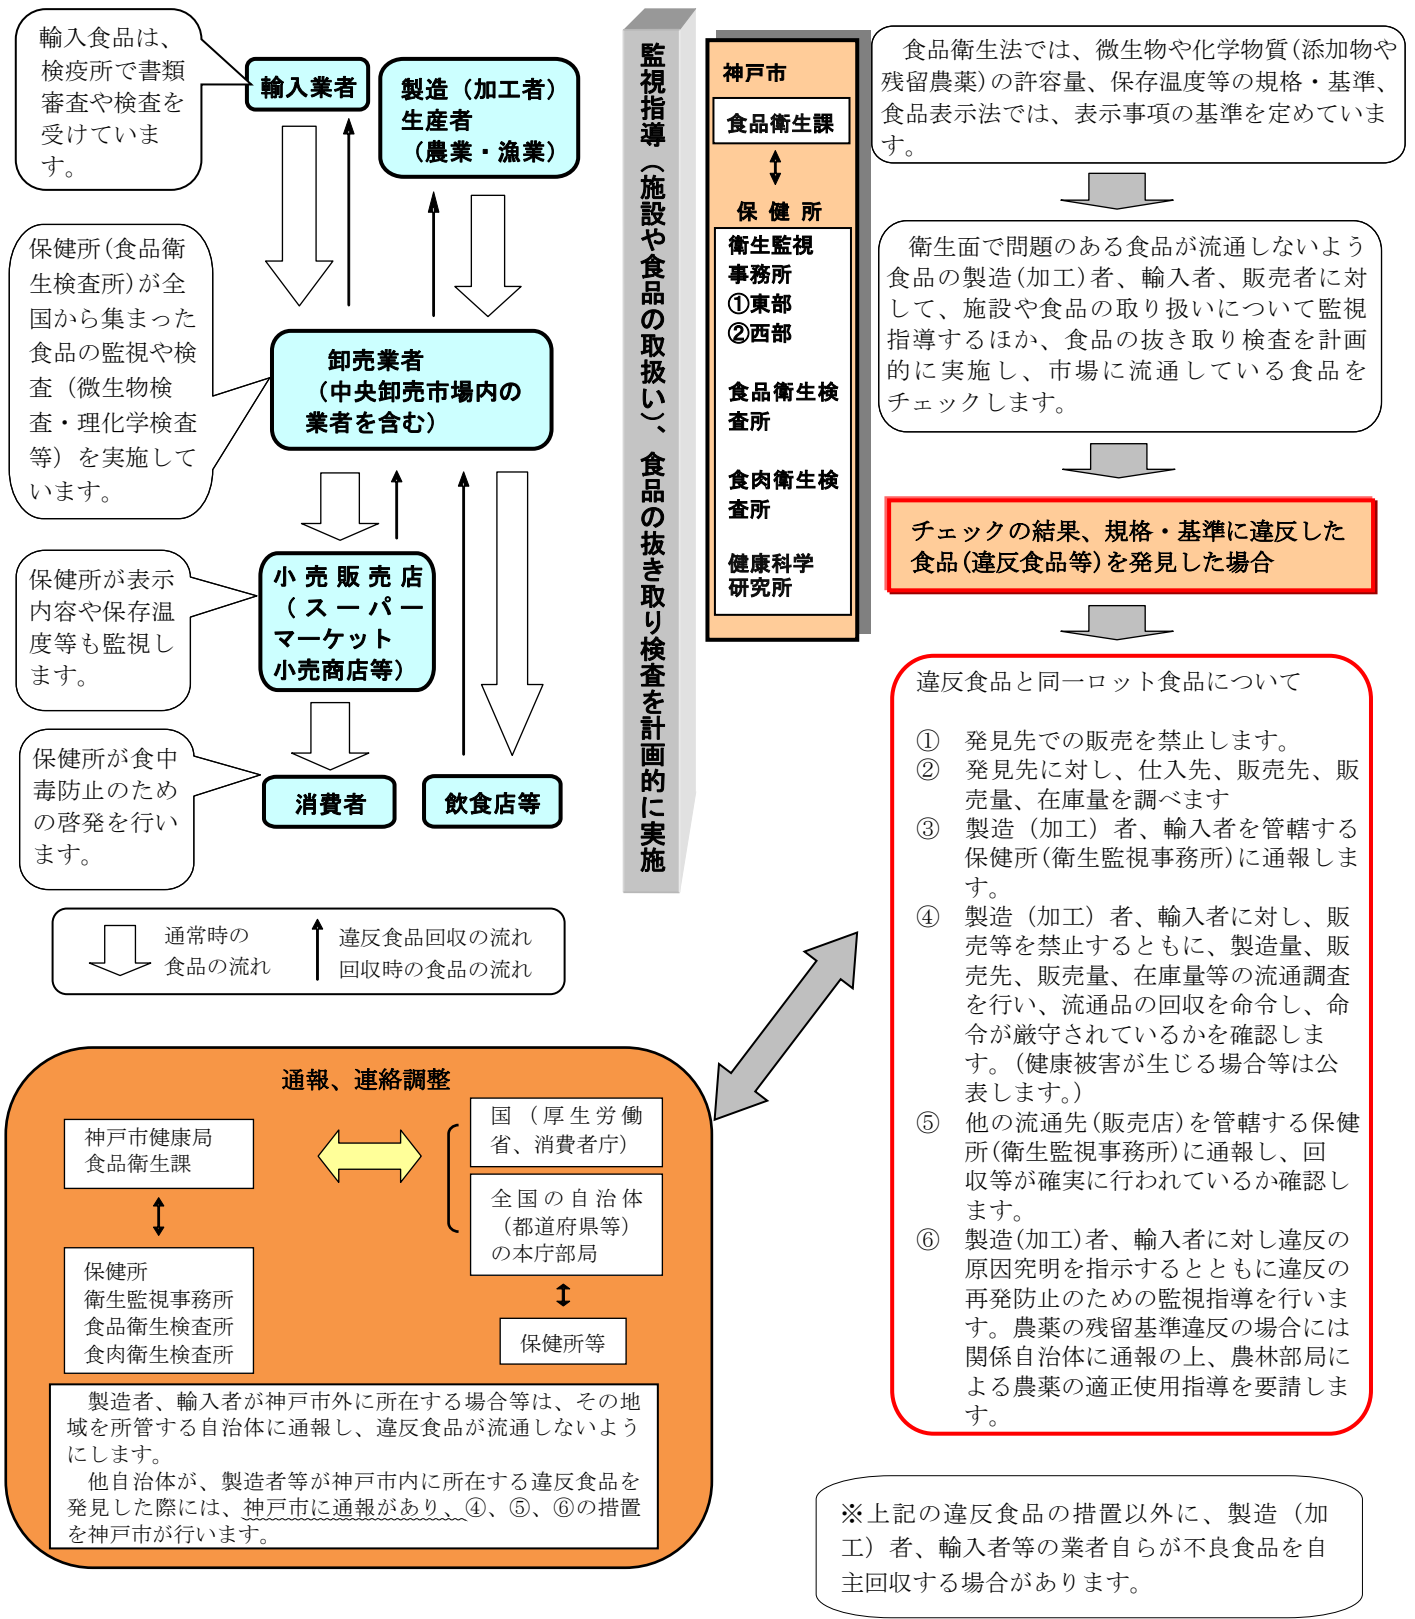 輸入食品は、
検疫所で書類
審査や検査を
受けていま
す。
輸入業者
製造（加工者）
生産者
（農業・漁業）
保健所(食品衛
生検査所)が全
国から集まった
食品の監視や検
査（微生物検
査・理化学検査
等）を実施して
います。
卸売業者
（中央卸売市場内の
業者を含む）
保健所が表示
内容や保存温
度等も監視し
ます。
小売販売店
（スーパー
マーケット
小売商店等）
保健所が食中
毒防止のため
の啓発を行い
ます。
消費者
飲食店等
通常時の
食品の流れ
違反食品回収の流れ
回収時の食品の流れ
監視指導（施設や食品の取扱い）、食品の抜き取り検査を計画的に実施
神戸市
食品衛生課
保健所
衛生監視
事務所
①東部
②西部
食品衛生検
査所
食肉衛生検
査所
健康科学
研究所
食品衛生法では、微生物や化学物質(添加物や
残留農薬)の許容量、保存温度等の規格・基準、
食品表示法では、表示事項の基準を定めていま
す。
衛生面で問題のある食品が流通しないよう
食品の製造(加工)者、輸入者、販売者に対
して、施設や食品の取り扱いについて監視
指導するほか、食品の抜き取り検査を計画
的に実施し、市場に流通している食品を
チェックします。
チェックの結果、規格・基準に違反した
食品(違反食品等)を発見した場合
違反食品と同一ロット食品について
① 発見先での販売を禁止します。
② 発見先に対し、仕入先、販売先、販
売量、在庫量を調べます
③ 製造（加工）者、輸入者を管轄する
保健所(衛生監視事務所)に通報しま
す。
④ 製造（加工）者、輸入者に対し、販
売等を禁止するともに、製造量、販
売先、販売量、在庫量等の流通調査
を行い、流通品の回収を命令し、命
令が厳守されているかを確認しま
す。(健康被害が生じる場合等は公
表します。)
⑤ 他の流通先(販売店)を管轄する保健
所(衛生監視事務所)に通報し、回
収等が確実に行われているか確認し
ます。
⑥ 製造(加工)者、輸入者に対し違反の
原因究明を指示するとともに違反の
再発防止のための監視指導を行いま
す。農薬の残留基準違反の場合には
関係自治体に通報の上、農林部局に
よる農薬の適正使用指導を要請しま
す。
通報、連絡調整
神戸市健康局
食品衛生課
保健所
衛生監視事務所
食品衛生検査所
食肉衛生検査所
国（厚生労働
省、消費者庁）
全国の自治体
（都道府県等）
の本庁部局
保健所等
製造者、輸入者が神戸市外に所在する場合等は、その地
域を所管する自治体に通報し、違反食品が流通しないよう
にします。
他自治体が、製造者等が神戸市内に所在する違反食品を
発見した際には、神戸市に通報があり、④、⑤、⑥の措置
を神戸市が行います。
※上記の違反食品の措置以外に、製造（加
工）者、輸入者等の業者自らが不良食品を自
主回収する場合があります。